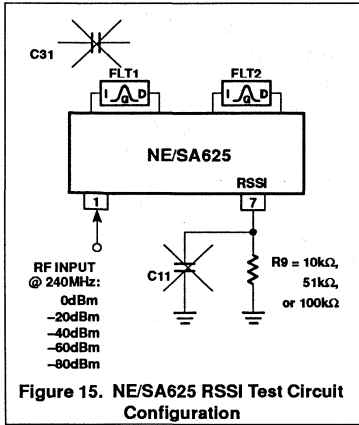 C31
FLT1
I G D
FLT2
I G D
NE/SA625
RSSI
1
7
RF INPUT
@ 240MHz:
0dBm
–20dBm
–40dBm
–60dBm
–80dBm
C11
R9 = 10kΩ,
51kΩ,
or 100kΩ
Figure 15. NE/SA625 RSSI Test Circuit
Configuration